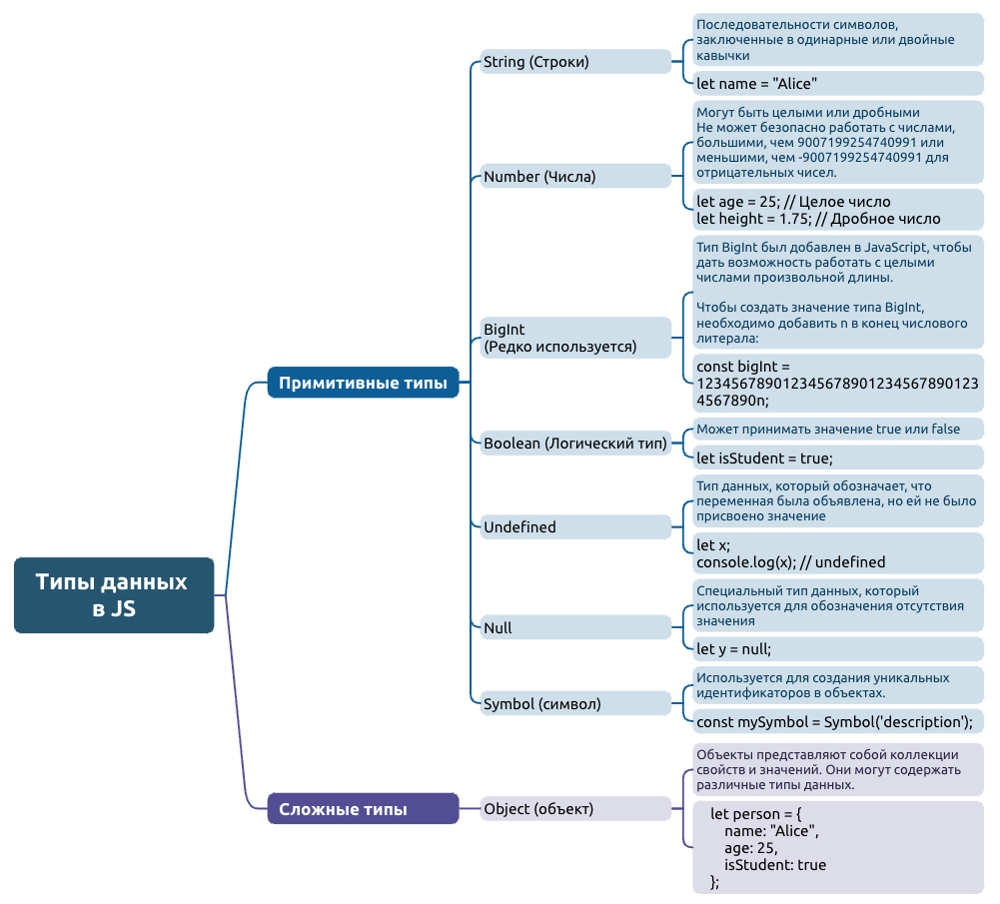 Типы данных
в JS
Примитивные типы
String (Строки)
Последовательности символов,
заключенные в одинарные или двойные
кавычки
let name = "Alice"
Number (Числа)
Могут быть целыми или дробными
Не может безопасно работать с числами,
большими, чем 9007199254740991 или
меньшими, чем -9007199254740991 для
отрицательных чисел.
let age = 25; // Целое число
let height = 1.75; // Дробное число
BigInt
(Редко используется)
Тип BigInt был добавлен в JavaScript, чтобы
дать возможность работать с целыми
числами произвольной длины.
Чтобы создать значение типа BigInt,
необходимо добавить n в конец числового
литерала:
const bigInt =
123456789012345678901234567890123
4567890n;
Boolean (Логический тип)
Может принимать значение true или false
let isStudent = true;
Undefined
Тип данных, который обозначает, что
переменная была объявлена, но ей не было
присвоено значение
let x;
console.log(x); // undefined
Null
Специальный тип данных, который
используется для обозначения отсутствия
значения
let y = null;
Symbol (символ)
Используется для создания уникальных
идентификаторов в объектах.
const mySymbol = Symbol('description');
Сложные типы
Object (объект)
Объекты представляют собой коллекции
свойств и значений. Они могут содержать
различные типы данных.
let person = {
name: "Alice",
age: 25,
isStudent: true
};